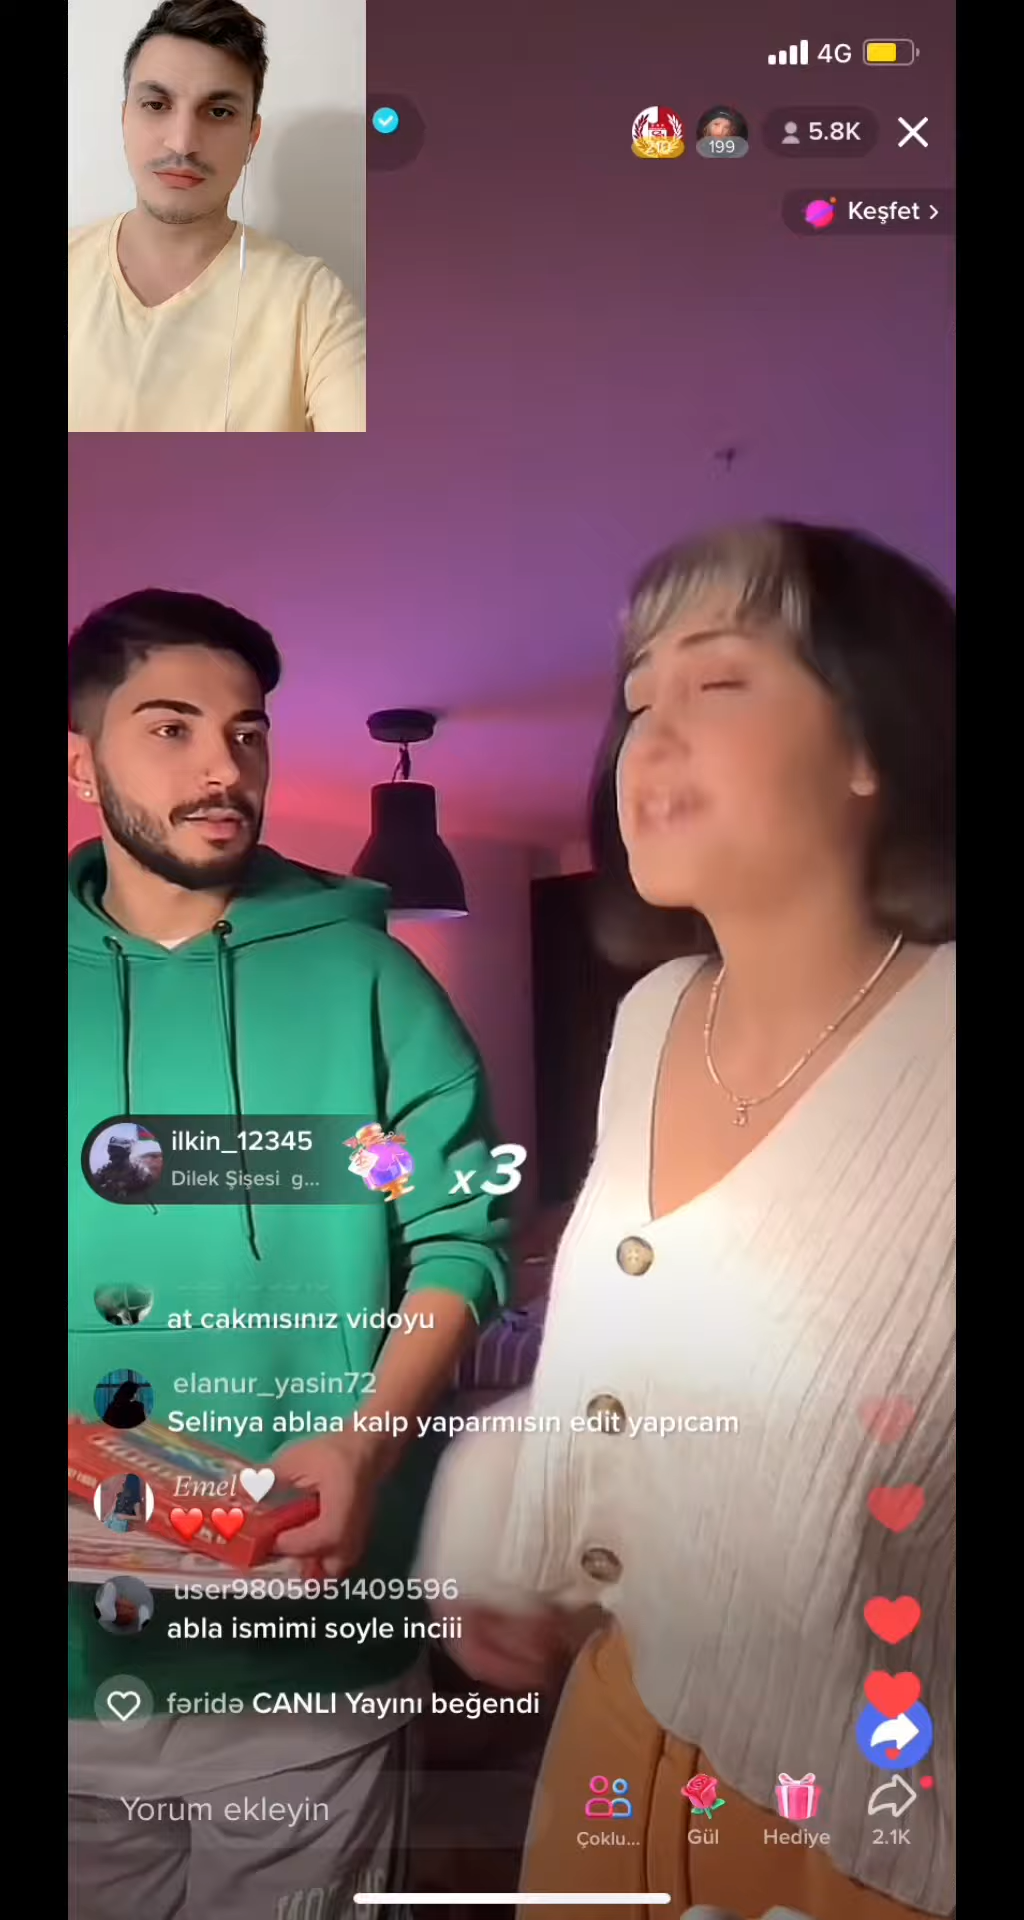 4G
210
199
5.8K
Keşfet
ilkin_12345
Dilek Şişesi g...
x3
at cakmısınız vidoyu
elanur_yasin72
Selinya ablaa kalp yaparmısın edit yapıcam
Emel🤍
❤️❤️
user9805951409596
abla ismimi soyle inciii
fəridə CANLI Yayını beğendi
Yorum ekleyin
Çoklu...
Gül
Hediye
2.1K